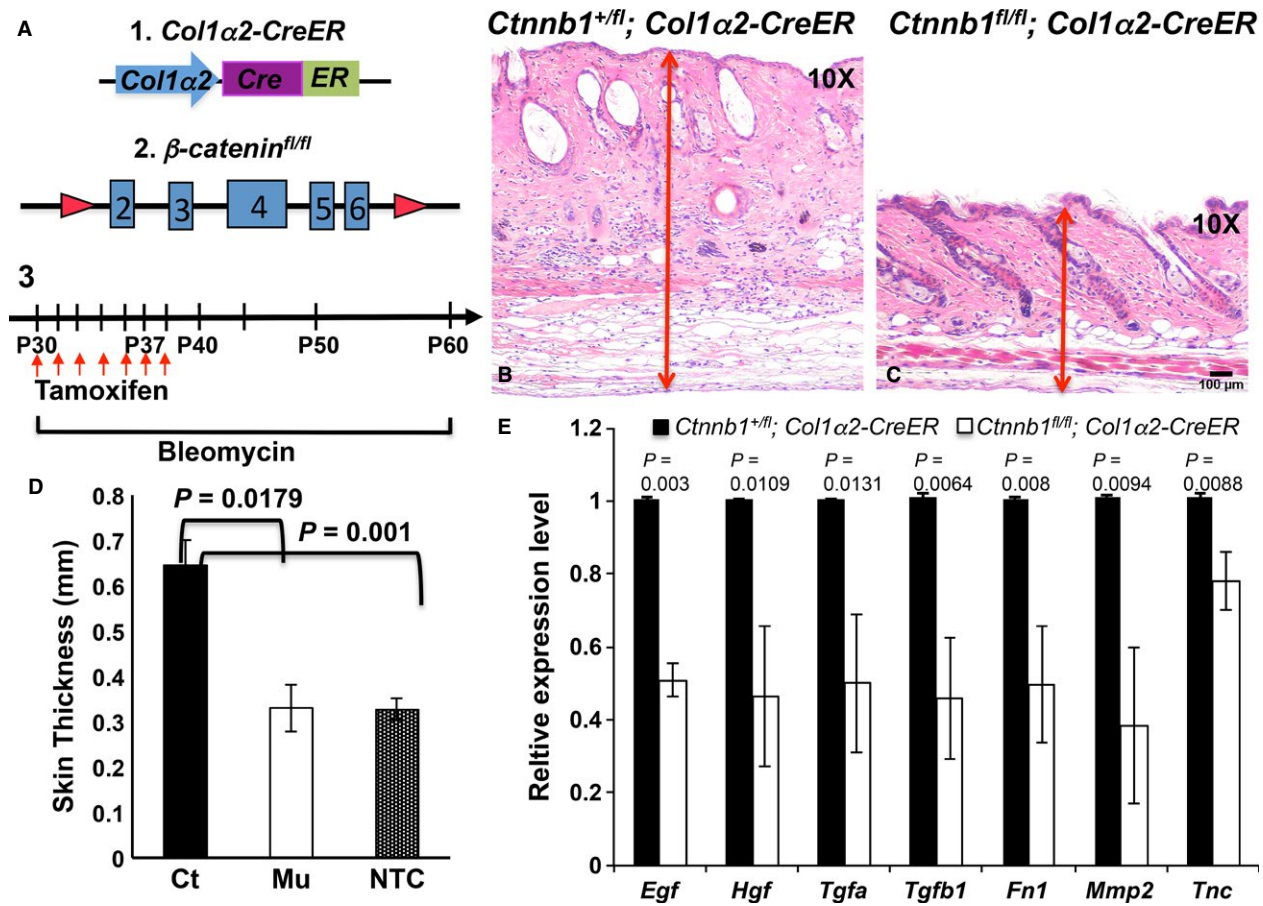 A
1. Col1α2-CreER
Col1α2 Cre ER
2. β-catenin^fl/fl
2 3 4 5 6
3
P30 P37 P40 P50 P60
Tamoxifen
Bleomycin
Ctnnb1^+/fl; Col1α2-CreER
10X
B
Ctnnb1^fl/fl; Col1α2-CreER
10X
C
100 µm
D
Skin Thickness (mm)
0.8
0.7
0.6
0.5
0.4
0.3
0.2
0.1
0
P = 0.0179
P = 0.001
Ct Mu NTC
E
Reltive expression level
1.2
1
0.8
0.6
0.4
0.2
0
Ctnnb1^+/fl; Col1α2-CreER Ctnnb1^fl/fl; Col1α2-CreER
P = P = P = P = P = P = P =
0.003 0.0109 0.0131 0.0064 0.008 0.0094 0.0088
Egf Hgf Tgfa Tgfb1 Fn1 Mmp2 Tnc